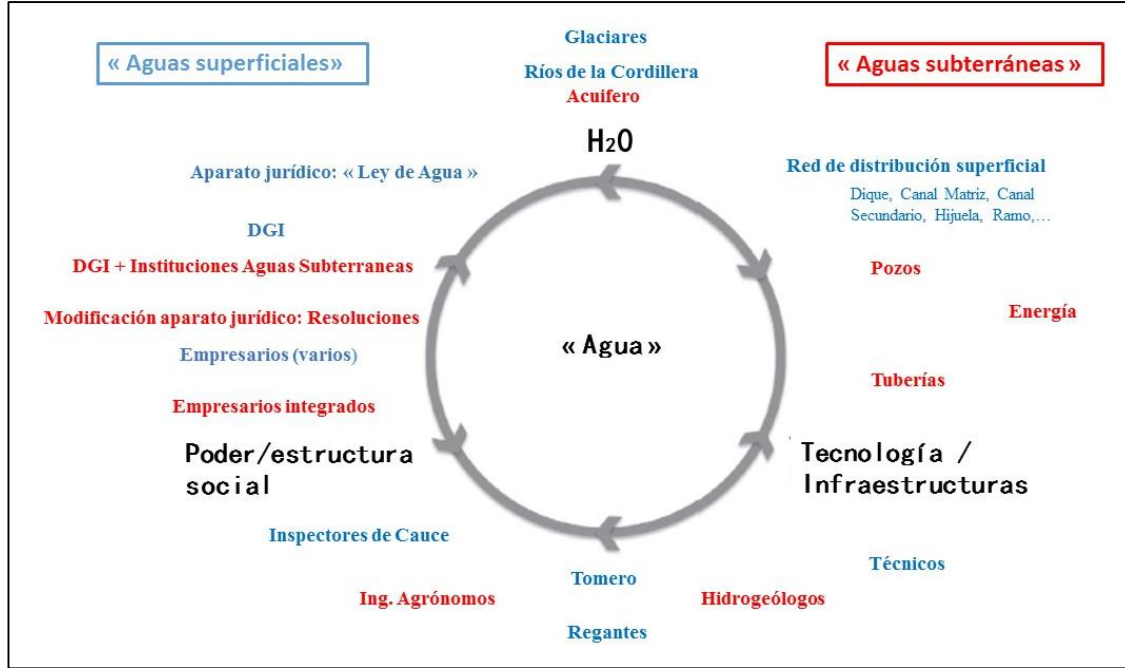 « Aguas superficiales»
Glaciares
Ríos de la Cordillera
Acuifero
« Aguas subterráneas »
H₂O
Aparato jurídico: « Ley de Agua »
Red de distribución superficial
Dique, Canal Matriz, Canal
Secundario, Hijuela, Ramo,…
DGI
DGI + Instituciones Aguas Subterraneas
Pozos
Modificación aparato jurídico: Resoluciones
Energía
Empresarios (varios)
« Agua»
Tuberías
Empresarios integrados
Poder/estructura
social
Tecnología /
Infraestructuras
Inspectores de Cauce
Técnicos
Tomero
Ing. Agrónomos
Hidrogeólogos
Regantes